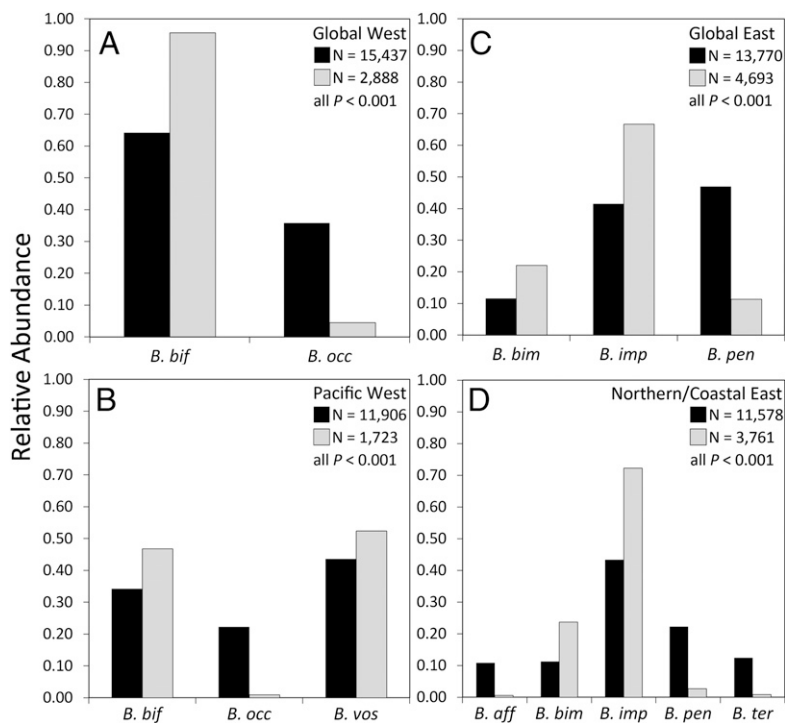 Relative Abundance
A
Global West
N = 15,437
N = 2,888
all P < 0.001
1.00
0.90
0.80
0.70
0.60
0.50
0.40
0.30
0.20
0.10
0.00
B. bif B. occ
C
Global East
N = 13,770
N = 4,693
all P < 0.001
1.00
0.90
0.80
0.70
0.60
0.50
0.40
0.30
0.20
0.10
0.00
B. bim B. imp B. pen
B
Pacific West
N = 11,906
N = 1,723
all P < 0.001
1.00
0.90
0.80
0.70
0.60
0.50
0.40
0.30
0.20
0.10
0.00
B. bif B. occ B. vos
D
Northern/Coastal East
N = 11,578
N = 3,761
all P < 0.001
1.00
0.90
0.80
0.70
0.60
0.50
0.40
0.30
0.20
0.10
0.00
B. aff B. bim B. imp B. pen B. ter